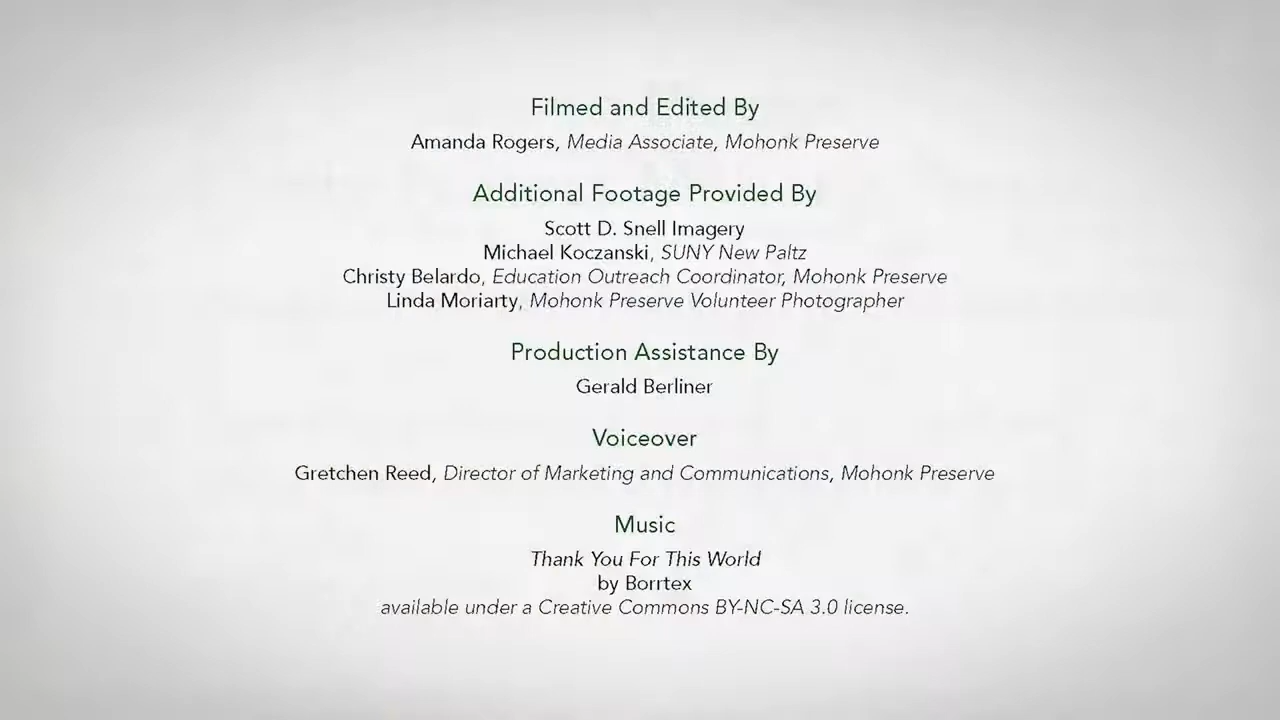 Filmed and Edited By
Amanda Rogers, Media Associate, Mohonk Preserve
Additional Footage Provided By
Scott D. Snell Imagery
Michael Koczanski, SUNY New Paltz
Christy Belardo, Education Outreach Coordinator, Mohonk Preserve
Linda Moriarty, Mohonk Preserve Volunteer Photographer
Production Assistance By
Gerald Berliner
Voiceover
Gretchen Reed, Director of Marketing and Communications, Mohonk Preserve
Music
Thank You For This World
by Borrtex
available under a Creative Commons BY-NC-SA 3.0 license.